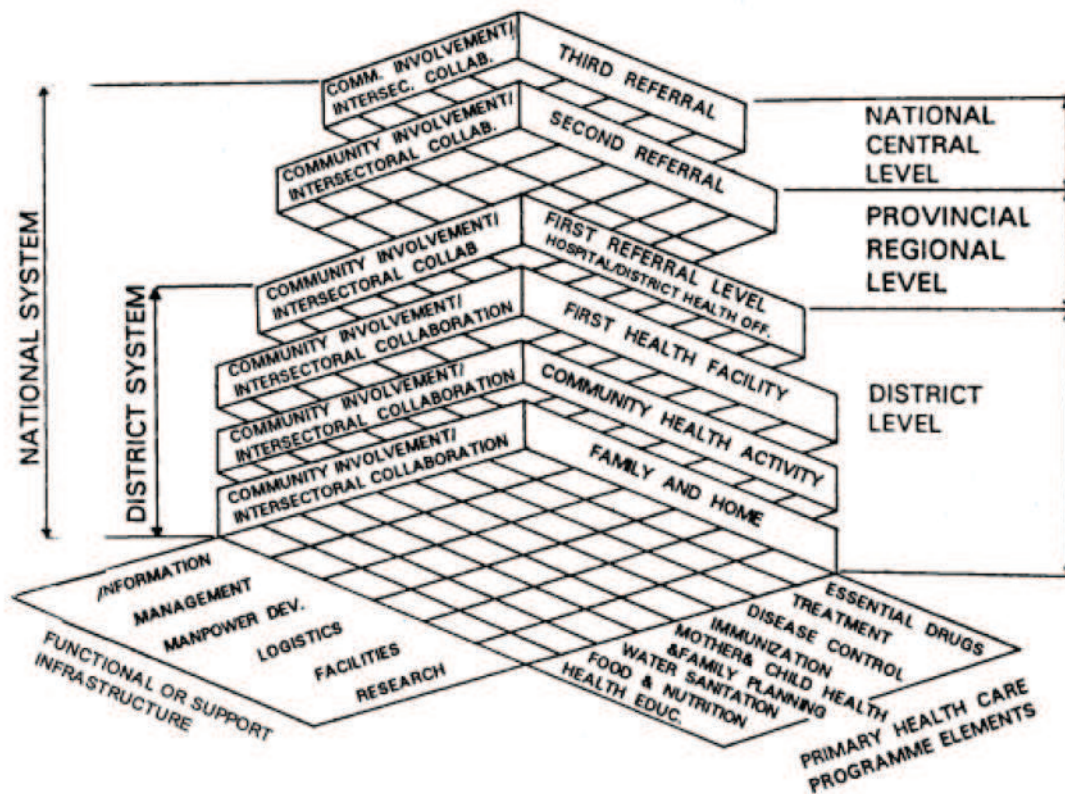 COMM. INVOLVEMENT/
INTERSEC. COLLAB.
THIRD REFERRAL
COMMUNITY INVOLVEMENT/
INTERSECTORAL COLLAB.
SECOND REFERRAL
COMMUNITY INVOLVEMENT/
INTERSECTORAL COLLAB
FIRST REFERRAL LEVEL
HOSPITAL/DISTRICT HEALTH OFF.
COMMUNITY INVOLVEMENT/
INTERSECTORAL COLLABORATION
FIRST HEALTH FACILITY
COMMUNITY INVOLVEMENT/
INTERSECTORAL COLLABORATION
COMMUNITY HEALTH ACTIVITY
COMMUNITY INVOLVEMENT/
INTERSECTORAL COLLABORATION
FAMILY AND HOME
NATIONAL SYSTEM
DISTRICT SYSTEM
NATIONAL
CENTRAL
LEVEL
PROVINCIAL
REGIONAL
LEVEL
DISTRICT
LEVEL
INFORMATION
MANAGEMENT
MANPOWER DEV.
LOGISTICS
FACILITIES
RESEARCH
FUNCTIONAL OR SUPPORT
INFRASTRUCTURE
ESSENTIAL DRUGS
TREATMENT
DISEASE CONTROL
IMMUNIZATION
MOTHER& CHILD HEALTH
&FAMILY PLANNING
WATER SANITATION
FOOD & NUTRITION
HEALTH EDUC.
PRIMARY HEALTH CARE
PROGRAMME ELEMENTS